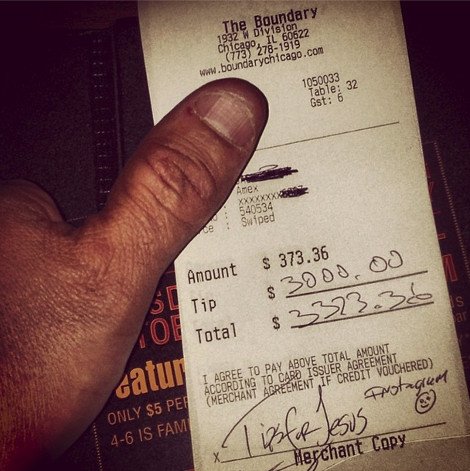 The Boundary
1932 W Division
Chicago, IL 60622
(773) 278-1919
www.boundarychicago.com
1050033
Table: 32
Gst: 6
Amex
xxxxxxxx
540534
: Swiped
Amount $ 373.36
Tip $ 3000.00
Total $ 3373.36
I AGREE TO PAY ABOVE TOTAL AMOUNT
ACCORDING TO CARD ISSUER AGREEMENT
(MERCHANT AGREEMENT IF CREDIT VOUCHERED)
Instagram
X TipsforJesus
Merchant Copy
ONLY $5
4-6 IS FAM